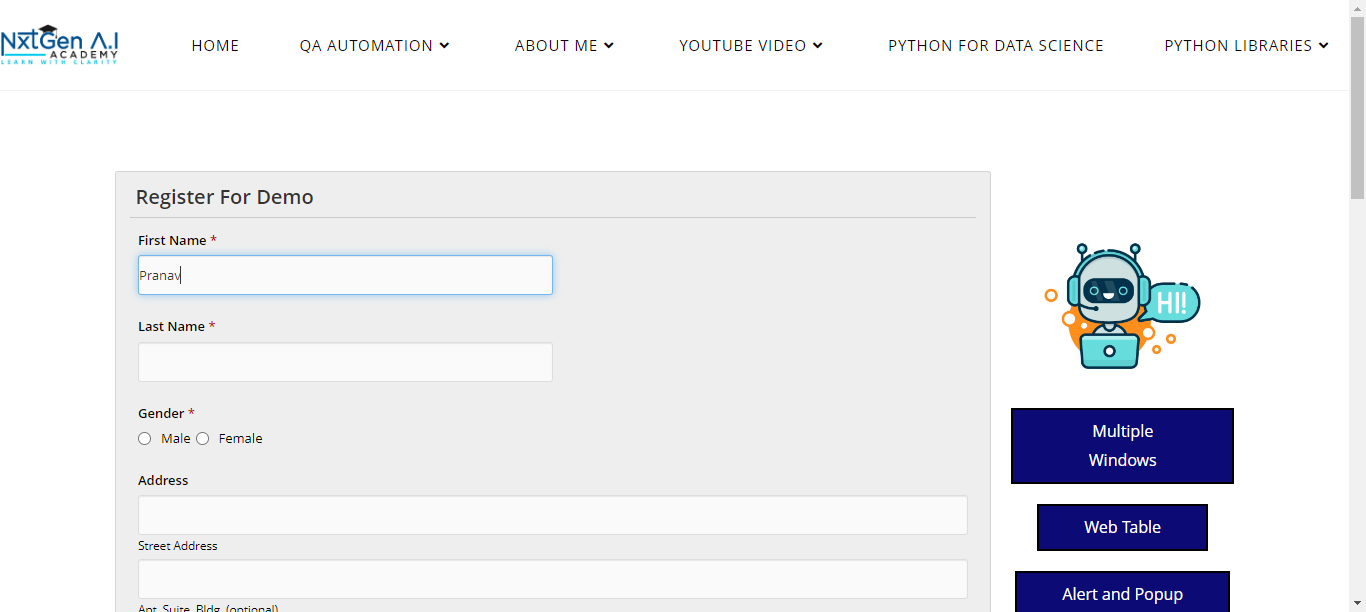 NxtGen A.I
ACADEMY
LEARN WITH CLARITY
HOME
QA AUTOMATION
ABOUT ME
YOUTUBE VIDEO
PYTHON FOR DATA SCIENCE
PYTHON LIBRARIES
Register For Demo
First Name *
Pranav
Last Name *
Gender *
Male Female
Address
Street Address
Apt, Suite, Bldg. (optional)
HI!
Multiple
Windows
Web Table
Alert and Popup